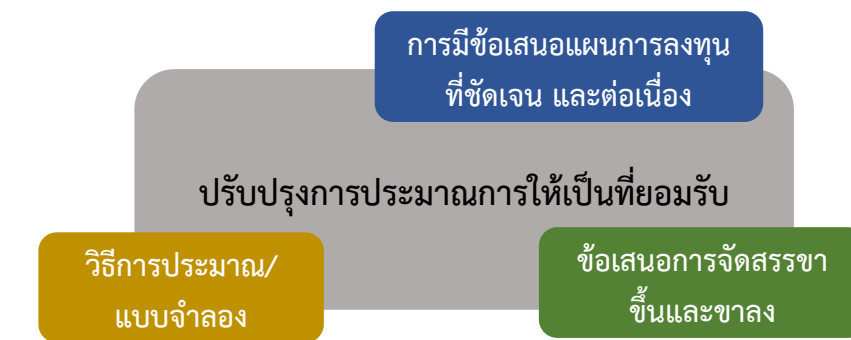 การมีข้อเสนอแผนการลงทุน
ที่ชัดเจน และต่อเนื่อง
ปรับปรุงการประมาณการให้เป็นที่ยอมรับ
วิธีการประมาณ/
แบบจำลอง
ข้อเสนอการจัดสรรขา
ขึ้นและขาลง